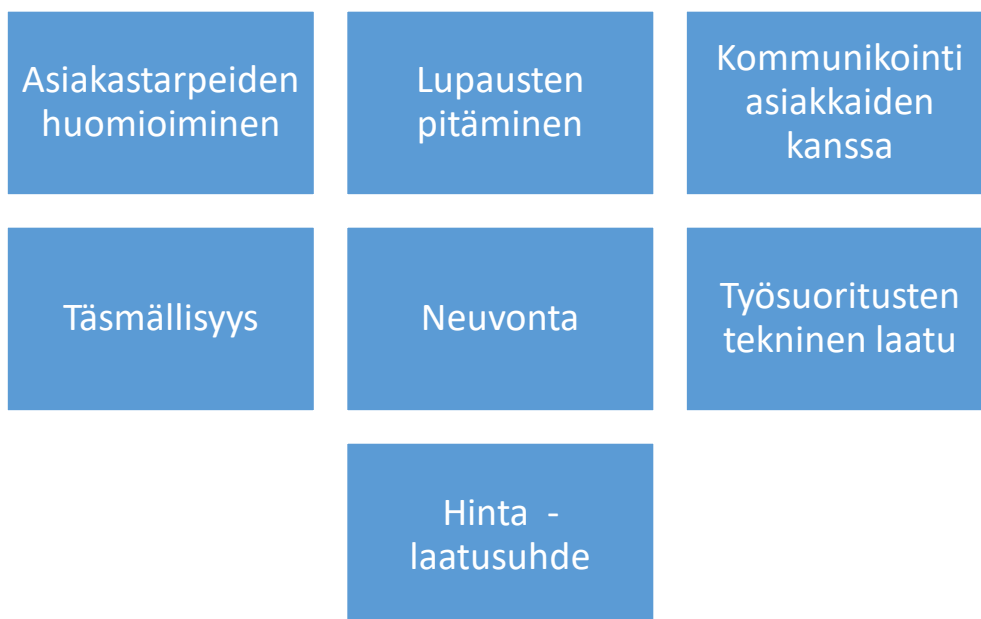 Asiakastarpeiden
huomioiminen
Lupausten
pitäminen
Kommunikointi
asiakkaiden
kanssa
Täsmällisyys
Neuvonta
Työsuoritusten
tekninen laatu
Hinta -
laatusuhde